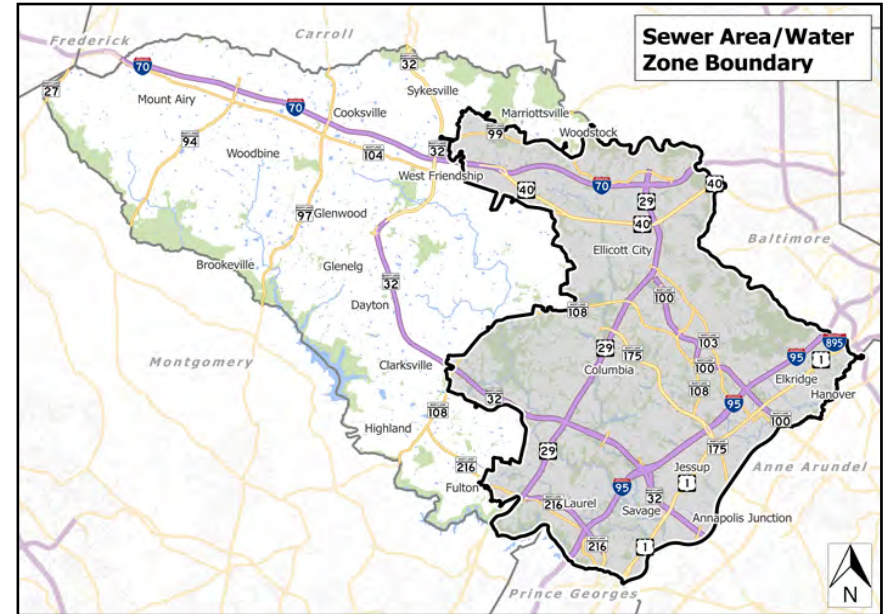 Sewer Area/Water
Zone Boundary
Frederick
Carroll
70
32
27
Mount Airy
70
Cooksville
Sykesville
Marriottsville
99
Woodstock
94
Woodbine
104
32
West Friendship
40
70
29
40
40
97
Glenwood
Ellicott City
Baltimore
Brookeville
Glenelg
32
Dayton
100
108
29
175
103
895
95
1
Montgomery
Clarksville
Columbia
100
Elkridge
108
Hanover
32
95
108
100
Highland
29
175
216
Jessup
Anne Arundel
Fulton
95
1
216
Laurel
32
Savage
Annapolis Junction
216
1
Prince Georges
N